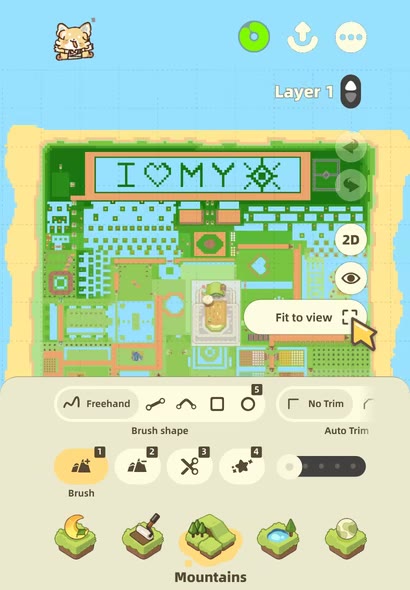 Layer 1
I ♡ MY
2D
Fit to view
5
Freehand
No Trim
Brush shape
Auto Trim
1
2
3
4
Brush
Mountains